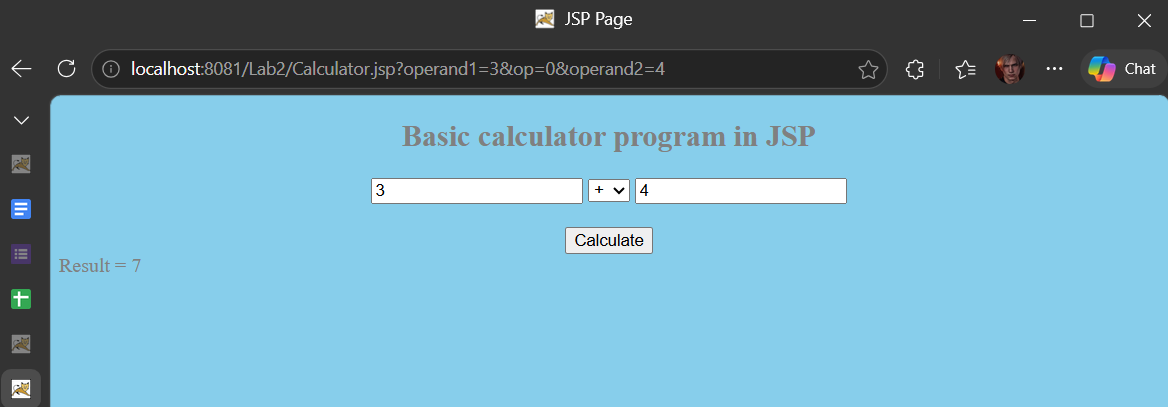 JSP Page
localhost:8081/Lab2/Calculator.jsp?operand1=3&op=0&operand2=4
Chat
Basic calculator program in JSP
3 + 4
Calculate
Result = 7